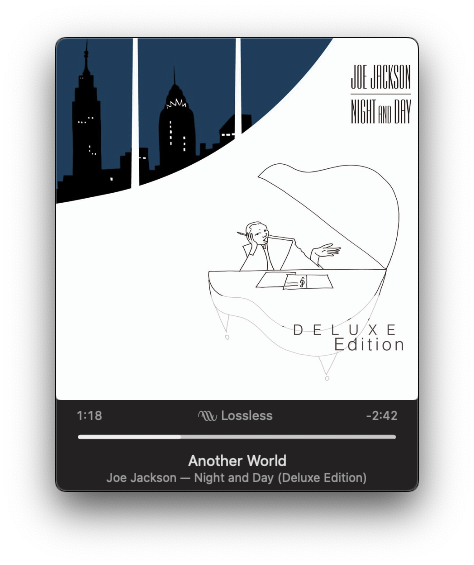 JOE JACKSON
NIGHT AND DAY
DELUXE
Edition
1:18 Lossless -2:42
Another World
Joe Jackson — Night and Day (Deluxe Edition)